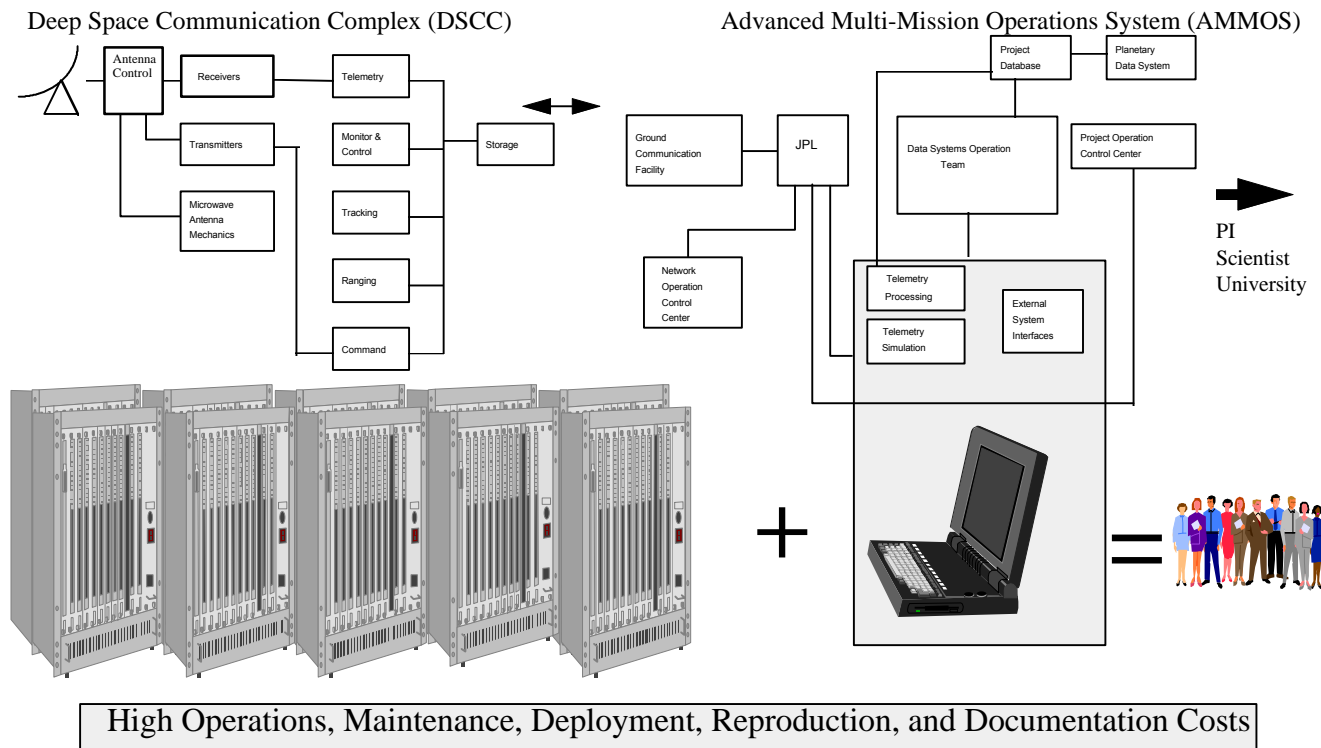 Deep Space Communication Complex (DSCC)
Antenna
Control
Receivers
Telemetry
Transmitters
Monitor &
Control
Storage
Microwave
Antenna
Mechanics
Tracking
Ranging
Command
Advanced Multi-Mission Operations System (AMMOS)
Project
Database
Planetary
Data System
Ground
Communication
Facility
JPL
Data Systems Operation
Team
Project Operation
Control Center
Network
Operation
Control
Center
Telemetry
Processing
Telemetry
Simulation
External
System
Interfaces
PI
Scientist
University
+
=
High Operations, Maintenance, Deployment, Reproduction, and Documentation Costs